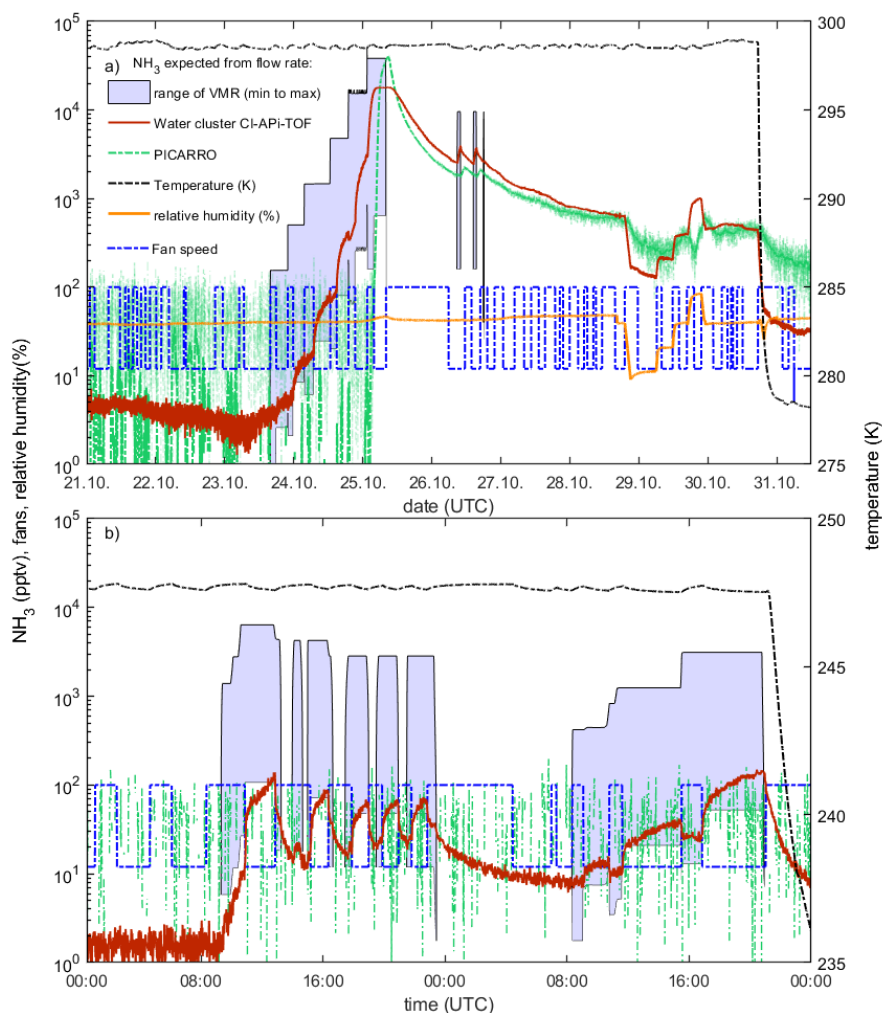 a)
NH3 expected from flow rate:
range of VMR (min to max)
Water cluster CI-APi-TOF
PICARRO
Temperature (K)
relative humidity (%)
Fan speed
10^5
10^4
10^3
10^2
10^1
10^0
300
295
290
285
280
275
21.10. 22.10. 23.10. 24.10. 25.10. 26.10. 27.10. 28.10. 29.10. 30.10. 31.10.
date (UTC)
NH3 (pptv), fans, relative humidity(%)
temperature (K)
b)
10^5
10^4
10^3
10^2
10^1
10^0
250
245
240
235
00:00 08:00 16:00 00:00 08:00 16:00 00:00
time (UTC)